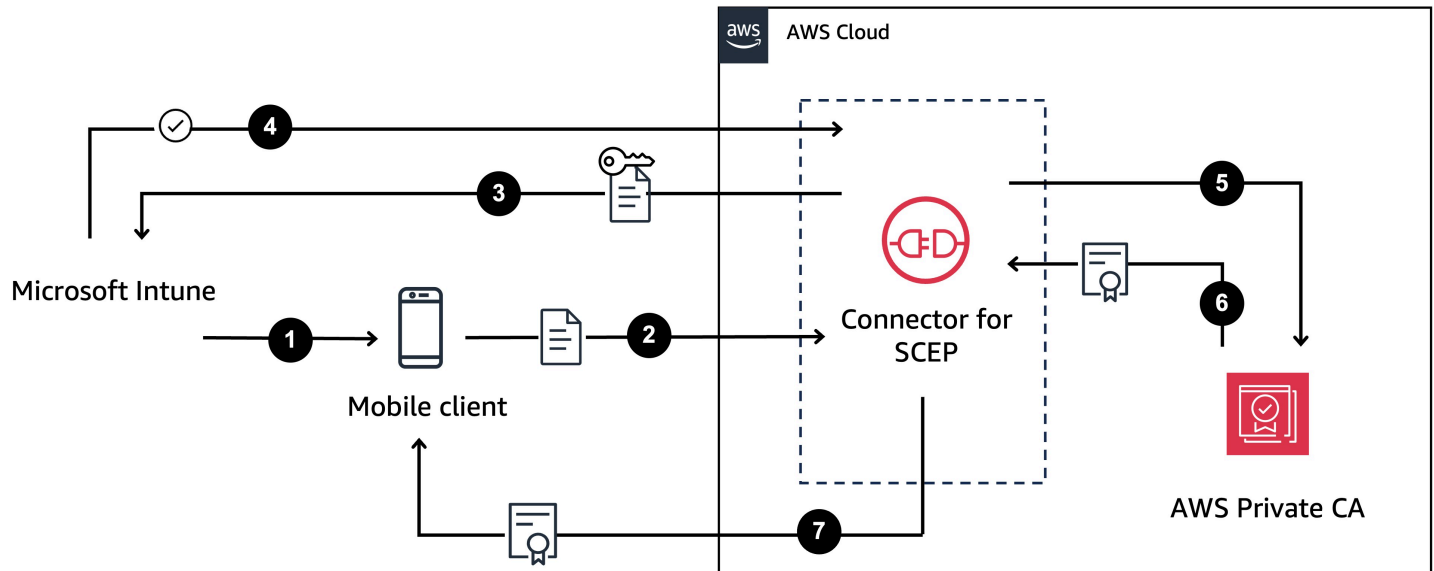 aws
AWS Cloud
4
3
5
Microsoft Intune
6
1
2
Connector for
SCEP
Mobile client
AWS Private CA
7